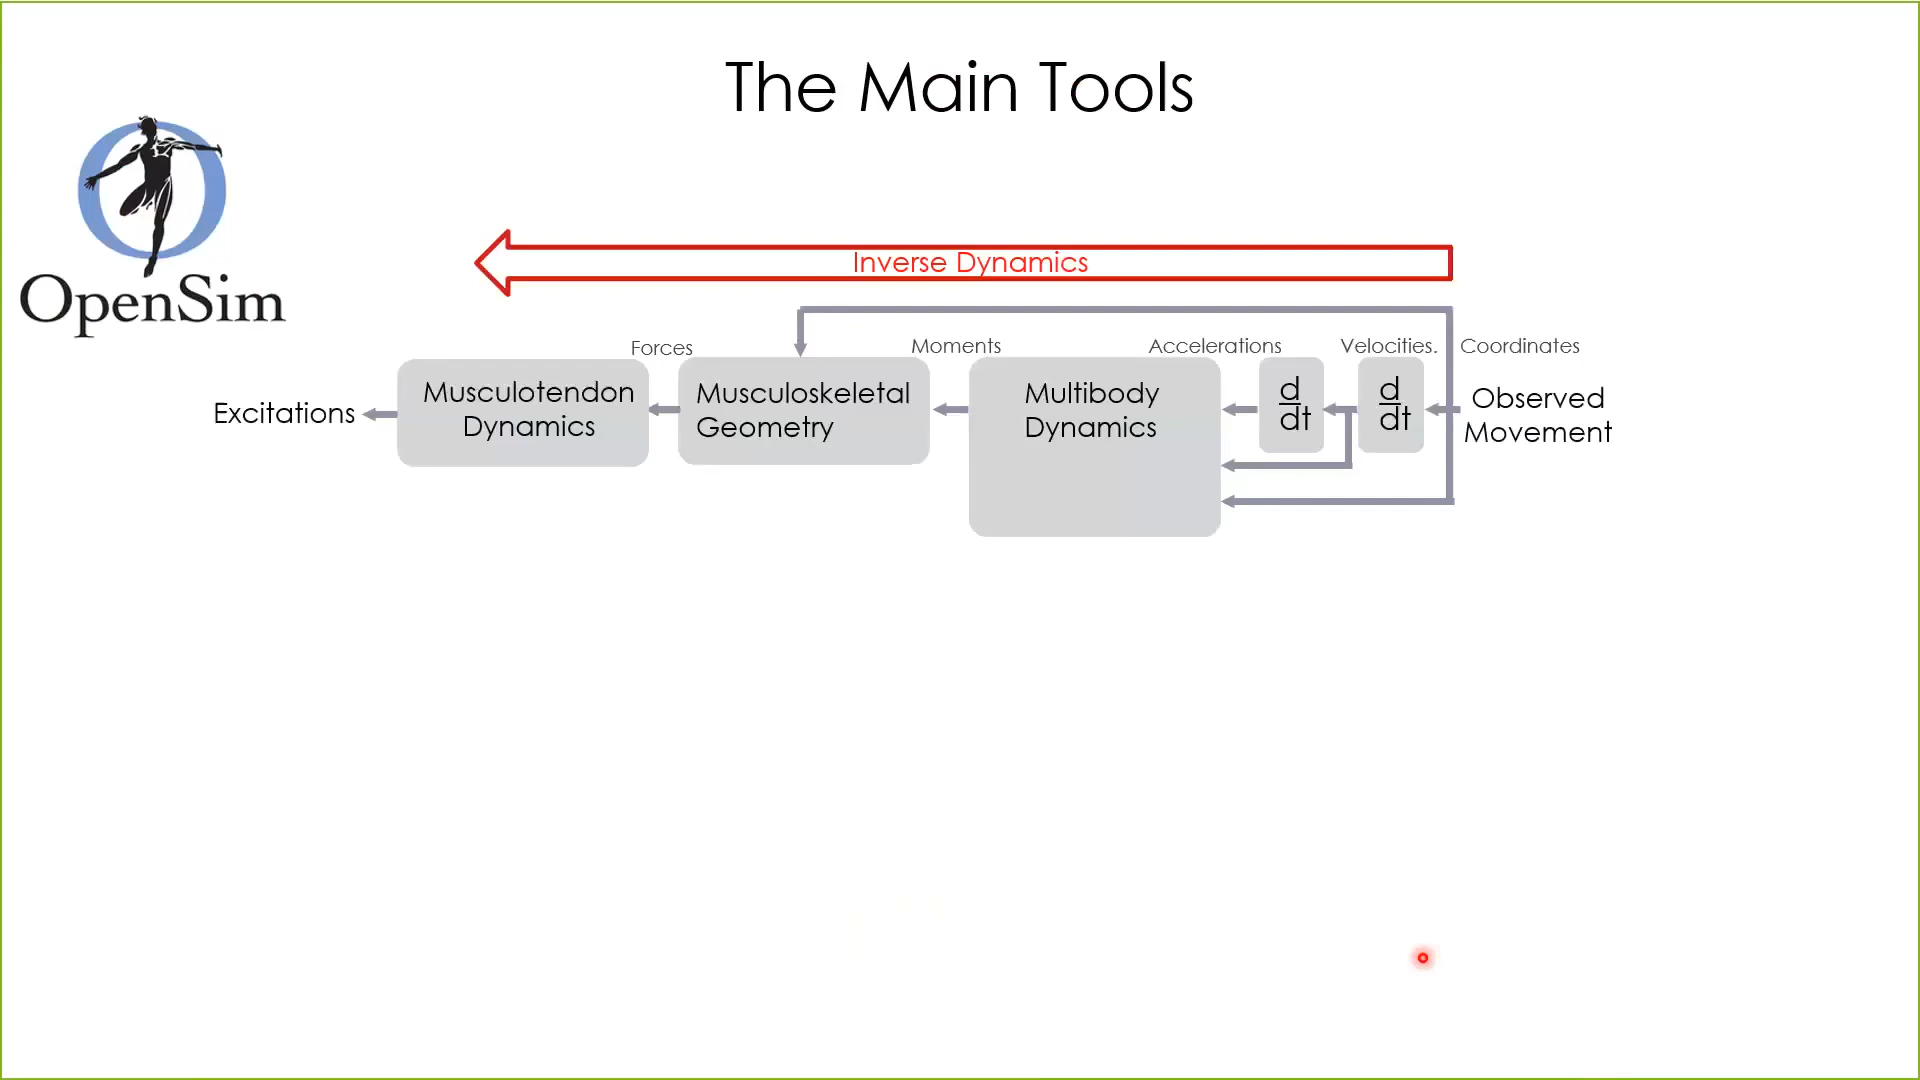 The Main Tools
OpenSim
Inverse Dynamics
Forces
Moments
Accelerations
Velocities.
Coordinates
Excitations
Musculotendon
Dynamics
Musculoskeletal
Geometry
Multibody
Dynamics
d
dt
d
dt
Observed
Movement